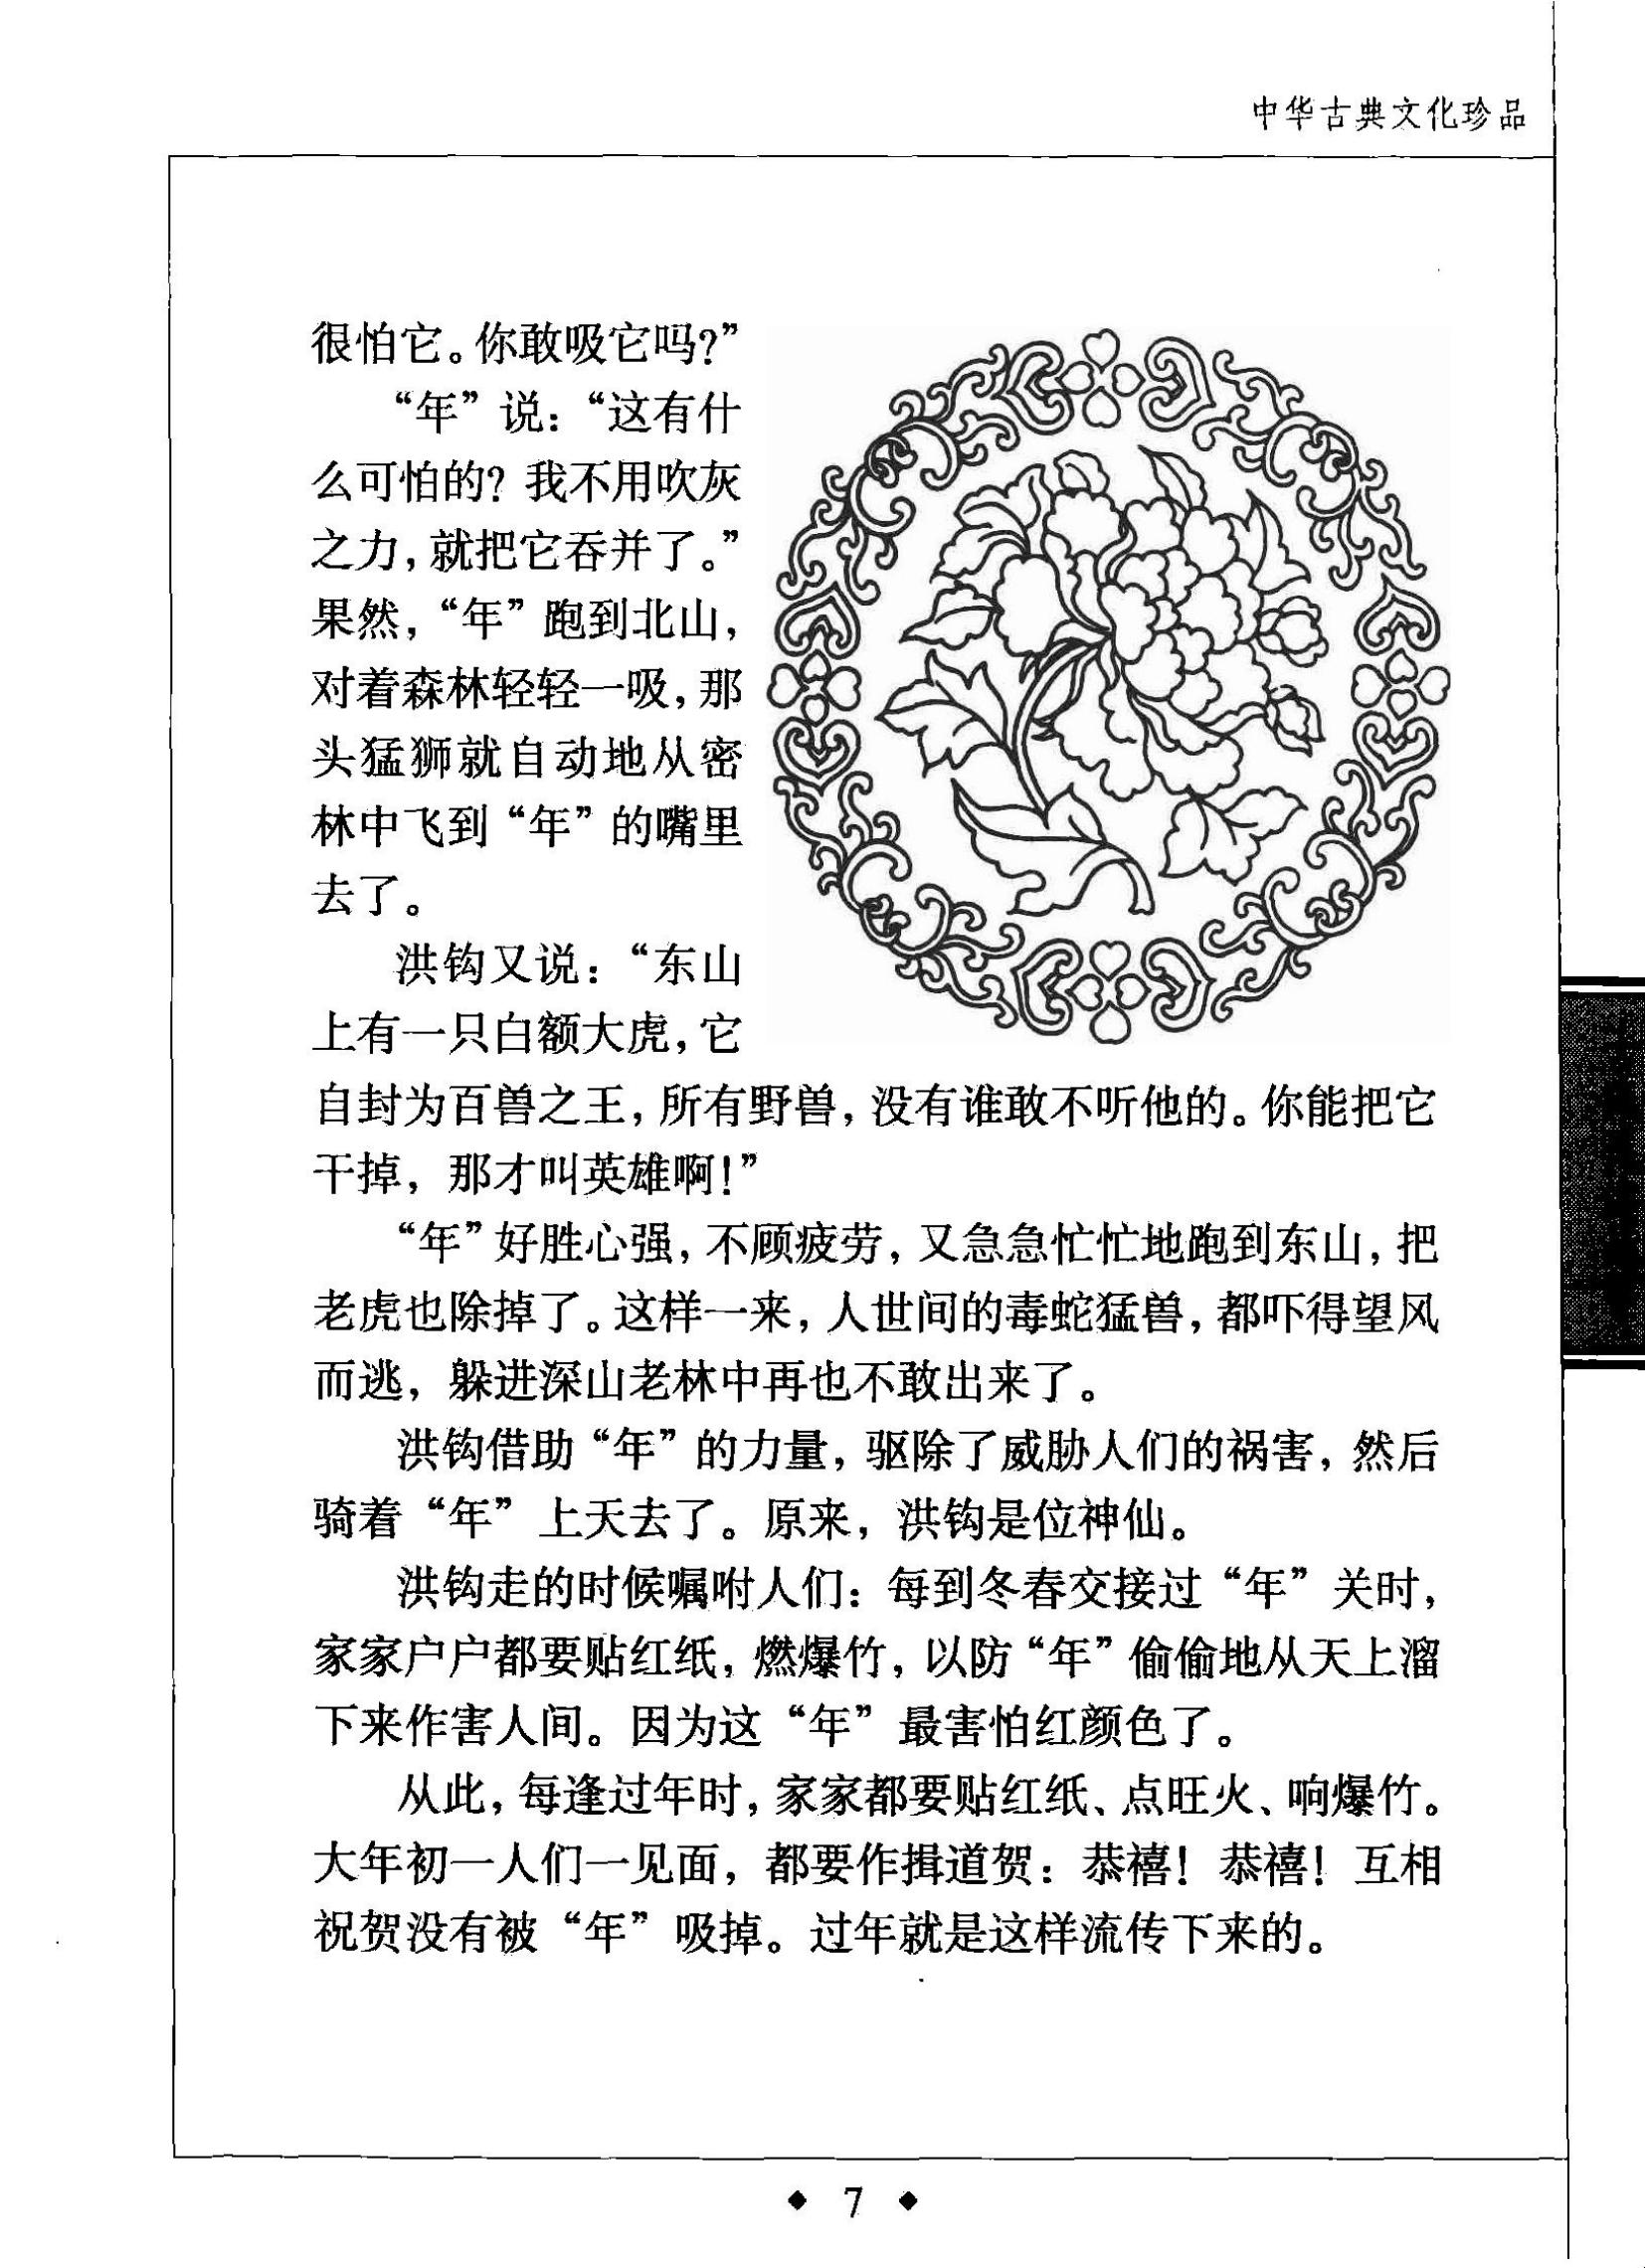 中华古典文化珍品
很怕它。你敢吸它吗?”
“年”说：“这有什
么可怕的？我不用吹灰
之力，就把它吞并了。”
果然，“年”跑到北山，
对着森林轻轻一吸，那
头猛狮就自动地从密
林中飞到“年”的嘴里
去了。
洪钩又说：“东山
上有一只白额大虎，它
自封为百兽之王，所有野兽，没有谁敢不听他的。你能把它
干掉，那才叫英雄啊！”
“年”好胜心强，不顾疲劳，又急急忙忙地跑到东山，把
老虎也除掉了。这样一来，人世间的毒蛇猛兽，都吓得望风
而逃，躲进深山老林中再也不敢出来了。
洪钩借助“年”的力量，驱除了威胁人们的祸害，然后
骑着“年”上天去了。原来，洪钩是位神仙。
洪钩走的时候嘱咐人们：每到冬春交接过“年”关时，
家家户户都要贴红纸，燃爆竹，以防“年”偷偷地从天上溜
下来作害人间。因为这“年”最害怕红颜色了。
从此，每逢过年时，家家都要贴红纸、点旺火、响爆竹。
大年初一人们一见面，都要作揖道贺：恭禧！恭禧！互相
祝贺没有被“年”吸掉。过年就是这样流传下来的。
◆ 7 ◆